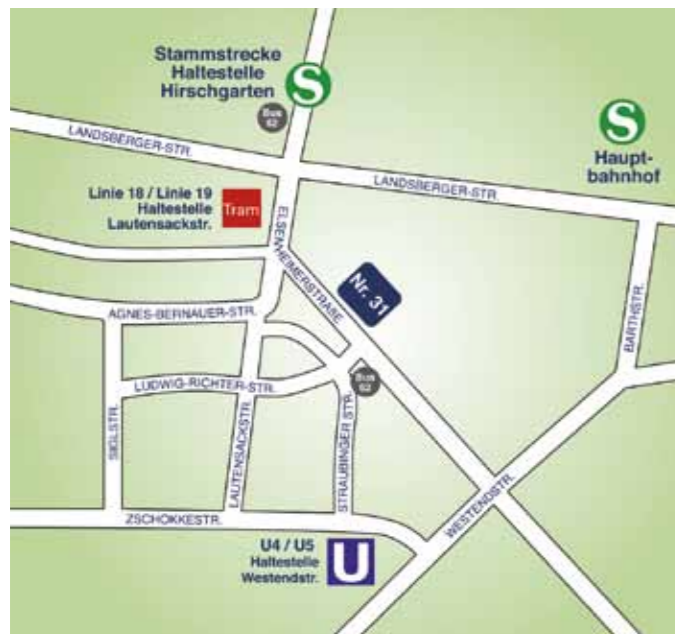 Stammstrecke
Haltestelle
Hirschgarten
S
Bus
62
S
Haupt-
bahnhof
LANDSBERGER-STR.
LANDSBERGER-STR.
Linie 18 / Linie 19
Haltestelle
Lautensackstr.
Tram
ELSENHEIMERSTRAßE
Nr. 31
AGNES-BERNAUER-STR.
BARTHSTR.
Bus
62
LUDWIG-RICHTER-STR.
SIGLSTR.
LAUTENSACKSTR.
STRAUBINGER STR.
WESTENDSTR.
ZSCHOKKESTR.
U4 / U5
Haltestelle
Westendstr.
U